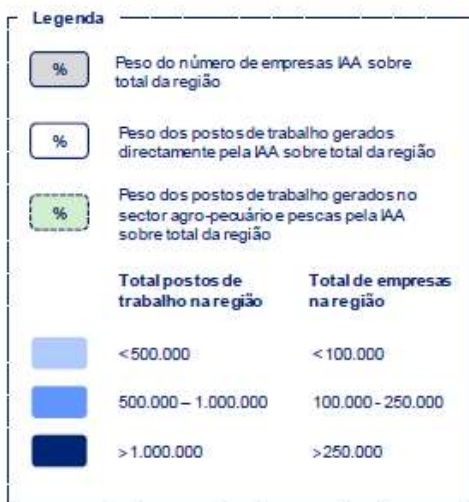 Legenda
% Peso do número de empresas IAA sobre
total da região
% Peso dos postos de trabalho gerados
directamente pela IAA sobre total da região
% Peso dos postos de trabalho gerados no
sector agro-pecuário e pescas pela IAA
sobre total da região
Total postos de trabalho na região
Total de empresas na região
<500.000 <100.000
500.000 – 1.000.000 100.000 - 250.000
>1.000.000 >250.000